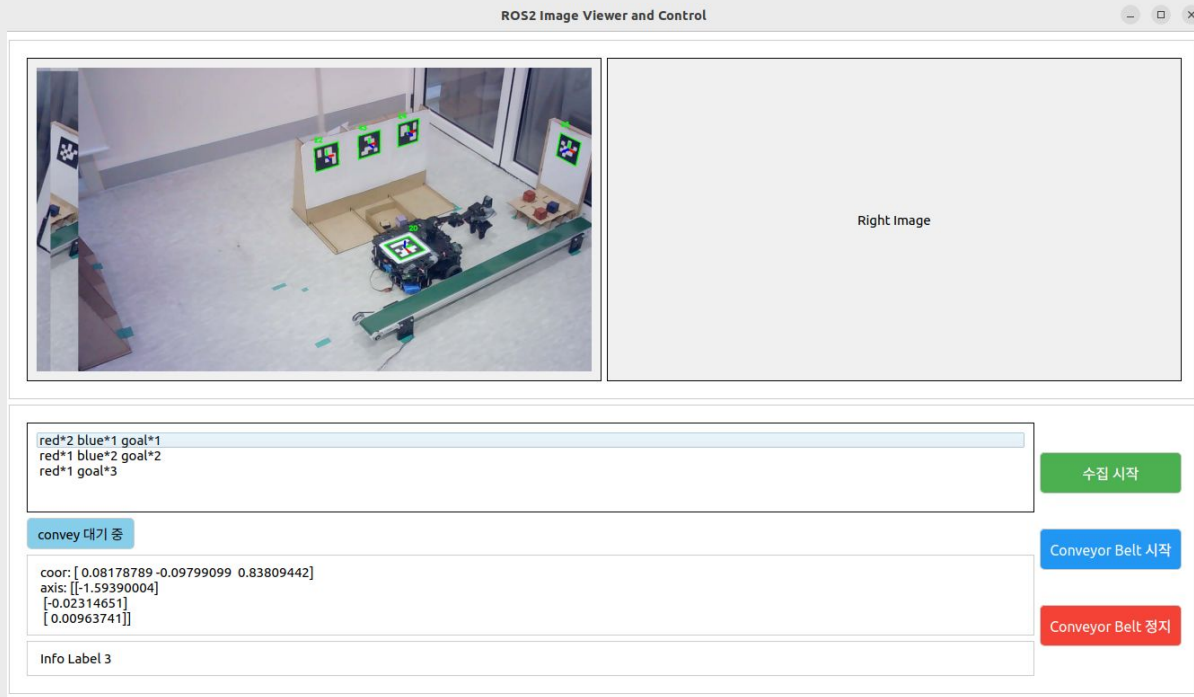 ROS2 Image Viewer and Control
20
Right Image
red*2 blue*1 goal*1
red*1 blue*2 goal*2
red*1 goal*3
수집 시작
convey 대기 중
Conveyor Belt 시작
coor: [ 0.08178789 -0.09799099  0.83809442]
axis: [[-1.59390004]
[-0.02314651]
[ 0.00963741]]
Conveyor Belt 정지
Info Label 3